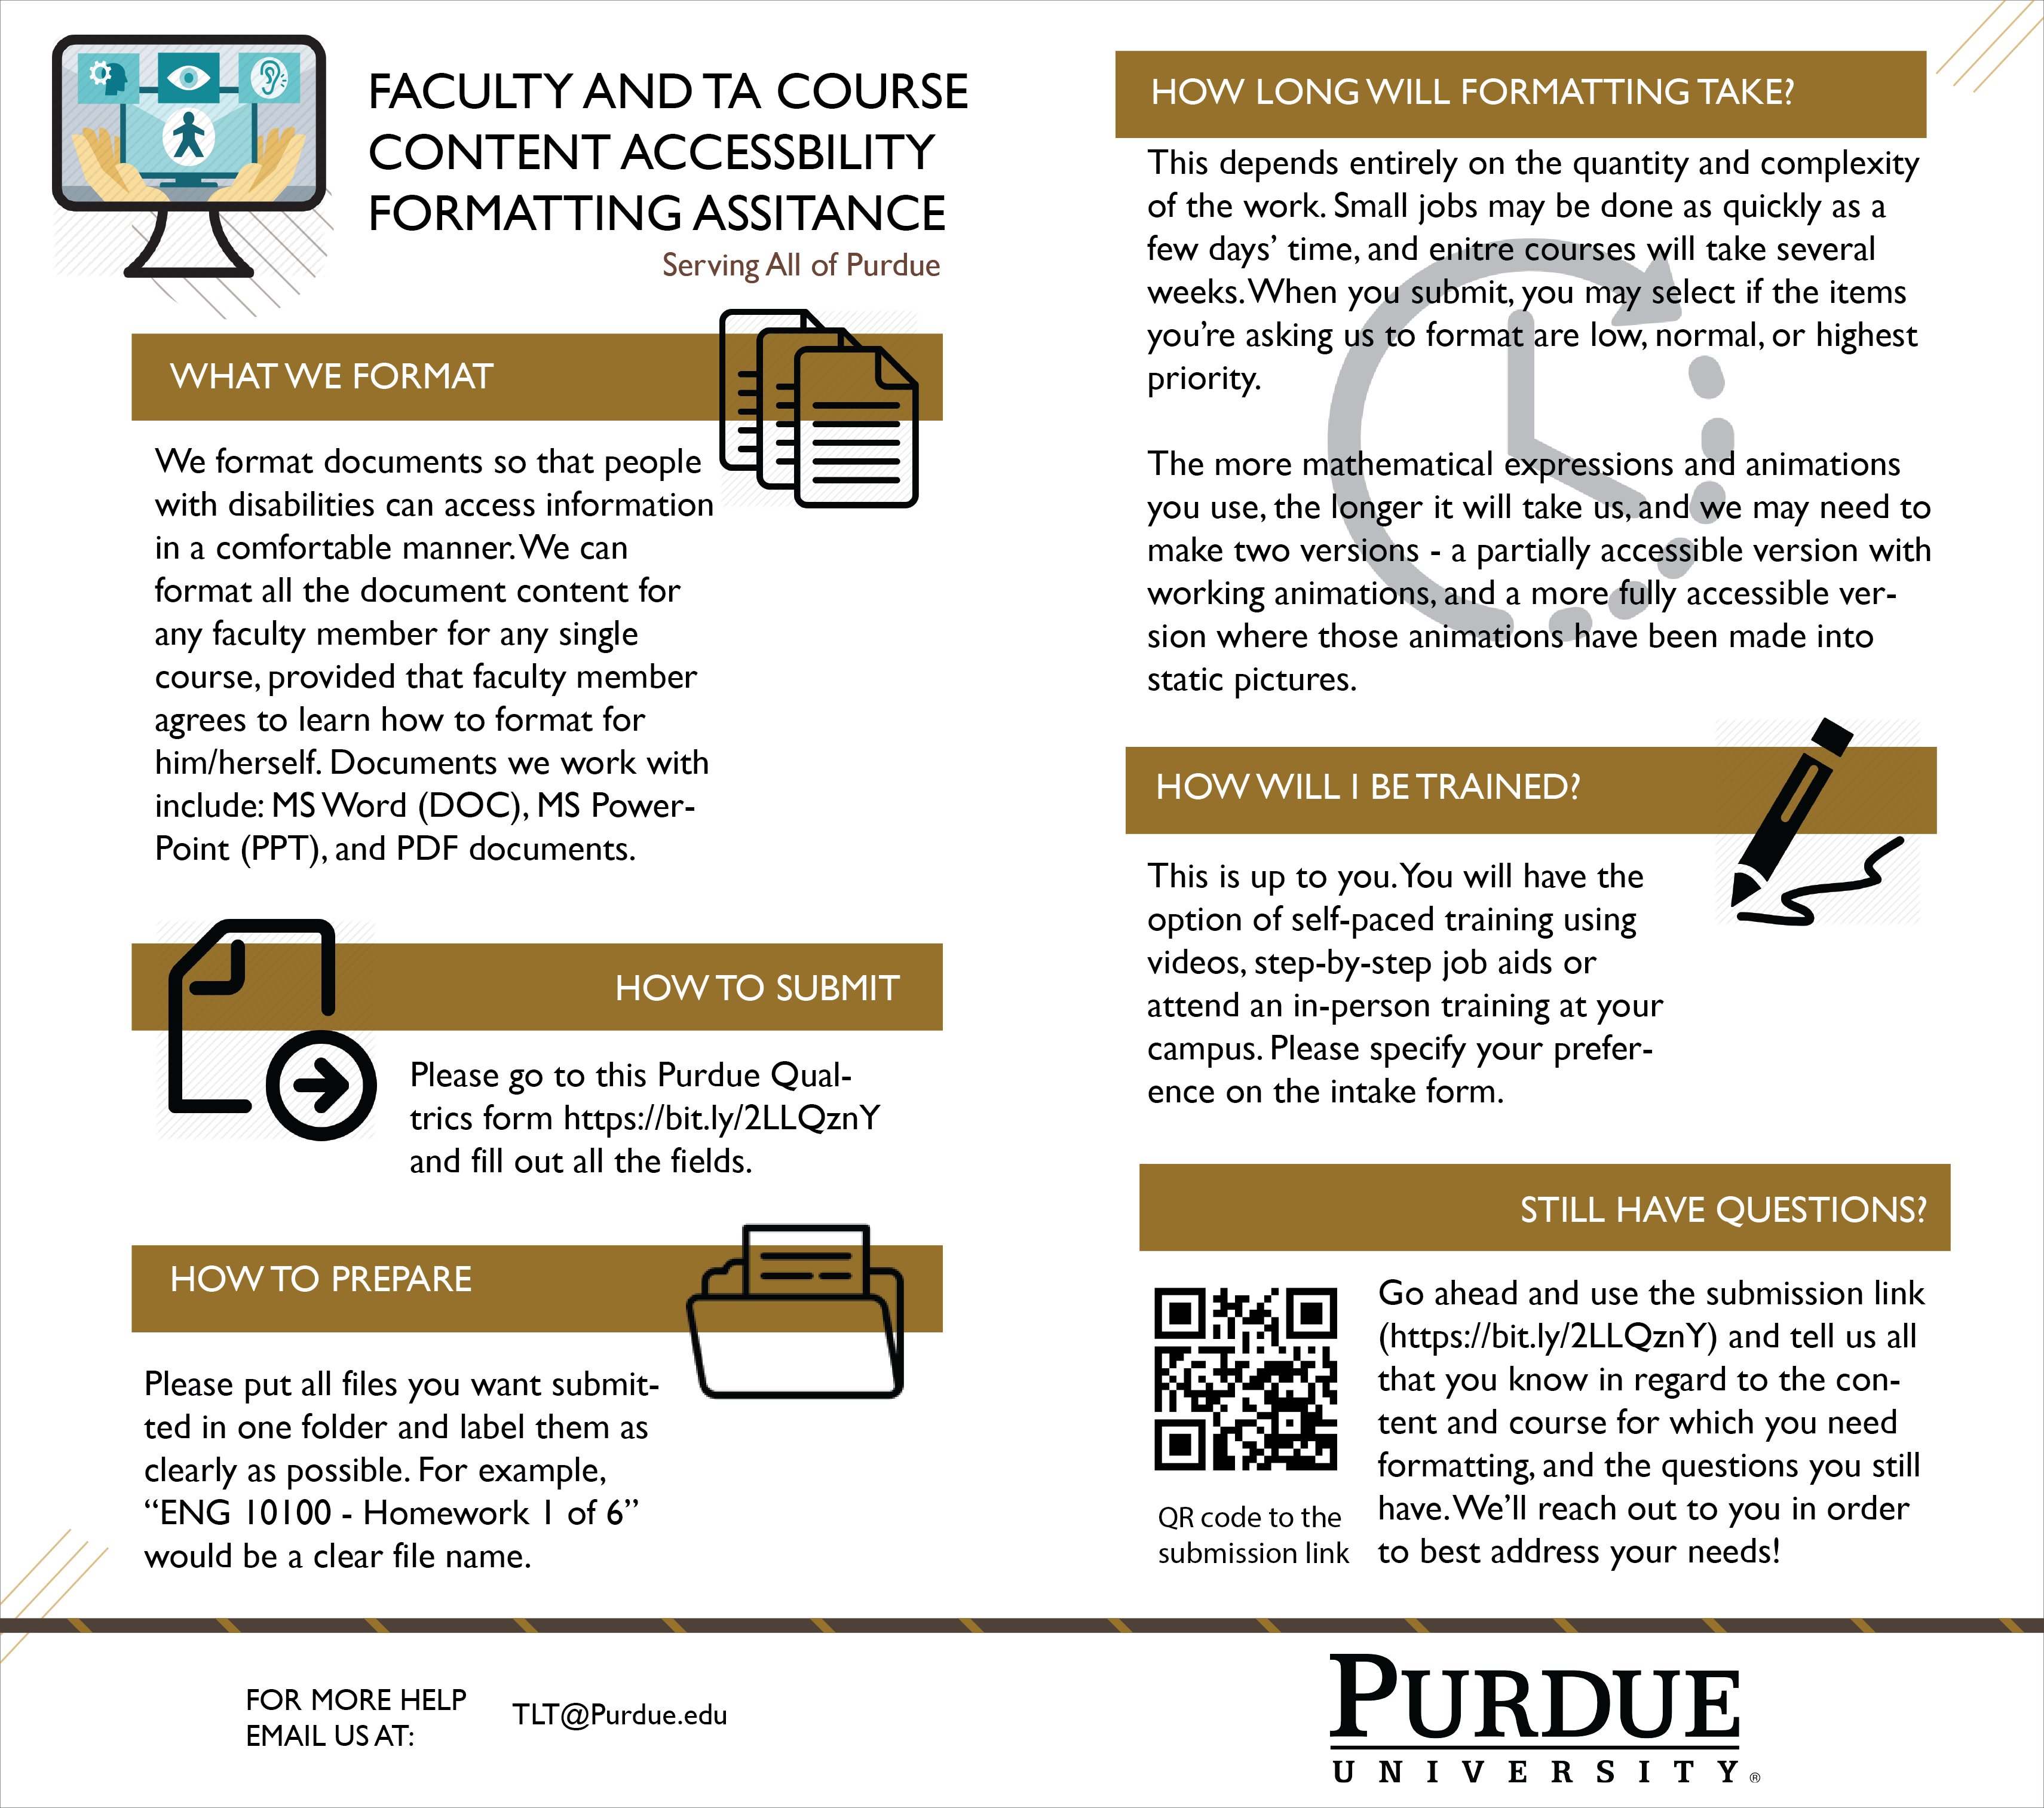 FACULTY AND TA COURSE
CONTENT ACCESSBILITY
FORMATTING ASSITANCE
Serving All of Purdue
WHAT WE FORMAT
We format documents so that people
with disabilities can access information
in a comfortable manner. We can
format all the document content for
any faculty member for any single
course, provided that faculty member
agrees to learn how to format for
him/herself. Documents we work with
include: MS Word (DOC), MS Power-
Point (PPT), and PDF documents.
HOW TO SUBMIT
Please go to this Purdue Qual-
trics form https://bit.ly/2LLQznY
and fill out all the fields.
HOW TO PREPARE
Please put all files you want submit-
ted in one folder and label them as
clearly as possible. For example,
“ENG 10100 - Homework 1 of 6”
would be a clear file name.
HOW LONG WILL FORMATTING TAKE?
This depends entirely on the quantity and complexity
of the work. Small jobs may be done as quickly as a
few days’ time, and enitre courses will take several
weeks. When you submit, you may select if the items
you’re asking us to format are low, normal, or highest
priority.
The more mathematical expressions and animations
you use, the longer it will take us, and we may need to
make two versions - a partially accessible version with
working animations, and a more fully accessible ver-
sion where those animations have been made into
static pictures.
HOW WILL I BE TRAINED?
This is up to you. You will have the
option of self-paced training using
videos, step-by-step job aids or
attend an in-person training at your
campus. Please specify your prefer-
ence on the intake form.
STILL HAVE QUESTIONS?
Go ahead and use the submission link
(https://bit.ly/2LLQznY) and tell us all
that you know in regard to the con-
tent and course for which you need
formatting, and the questions you still
have. We’ll reach out to you in order
to best address your needs!
QR code to the
submission link
FOR MORE HELP
EMAIL US AT:
TLT@Purdue.edu
PURDUE
UNIVERSITY®